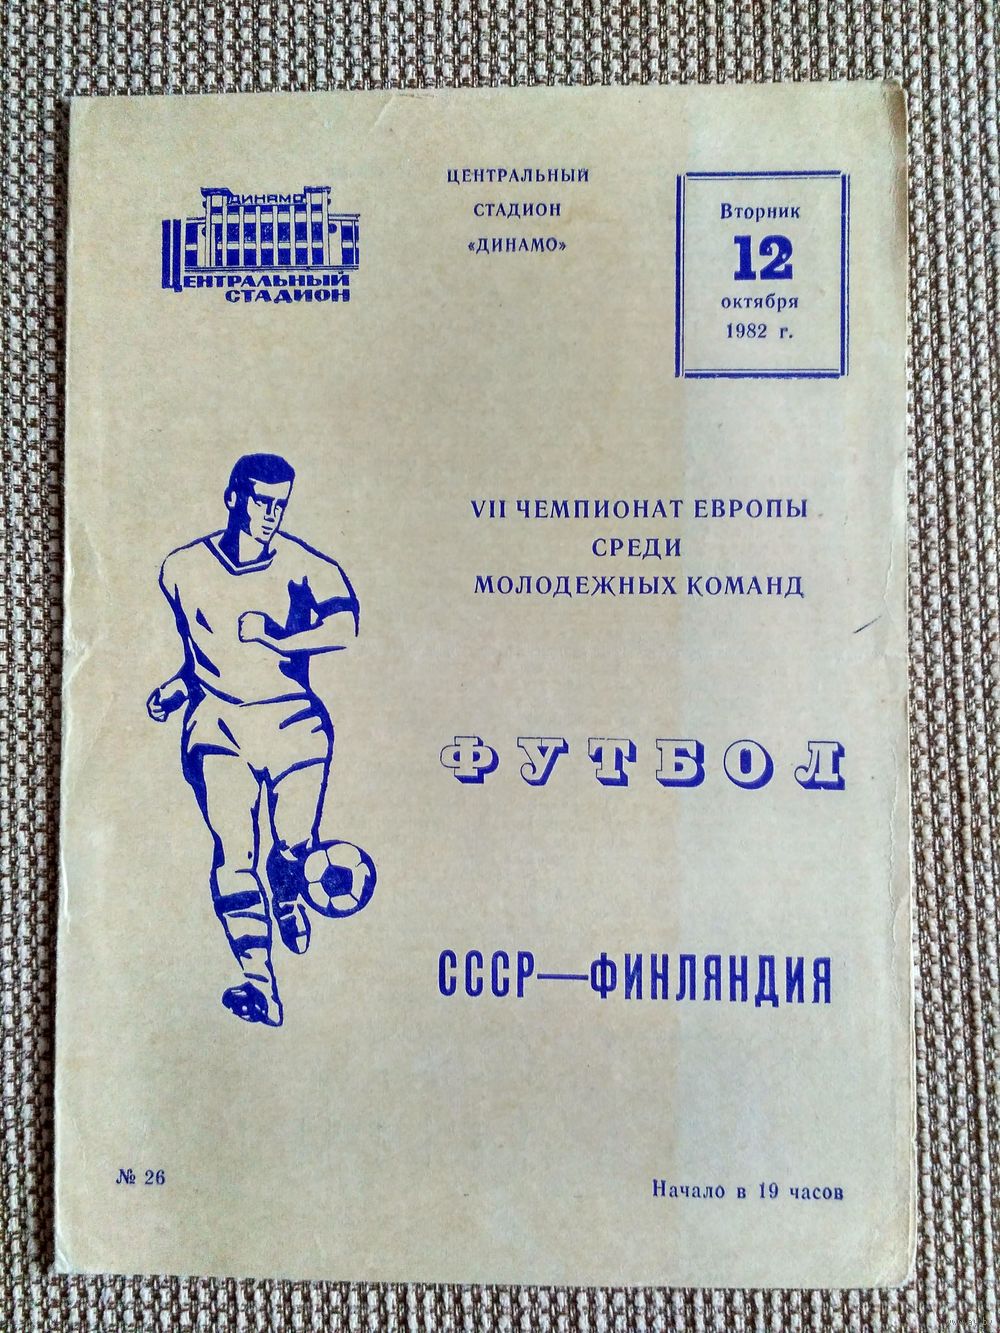 ДИНАМО
ЦЕНТРАЛЬНЫЙ
СТАДИОН
ЦЕНТРАЛЬНЫЙ
СТАДИОН
«ДИНАМО»
Вторник
12
октября
1982 г.
VII ЧЕМПИОНАТ ЕВРОПЫ
СРЕДИ
МОЛОДЕЖНЫХ КОМАНД
ФУТБОЛ
СССР—ФИНЛЯНДИЯ
№ 26
Начало в 19 часов